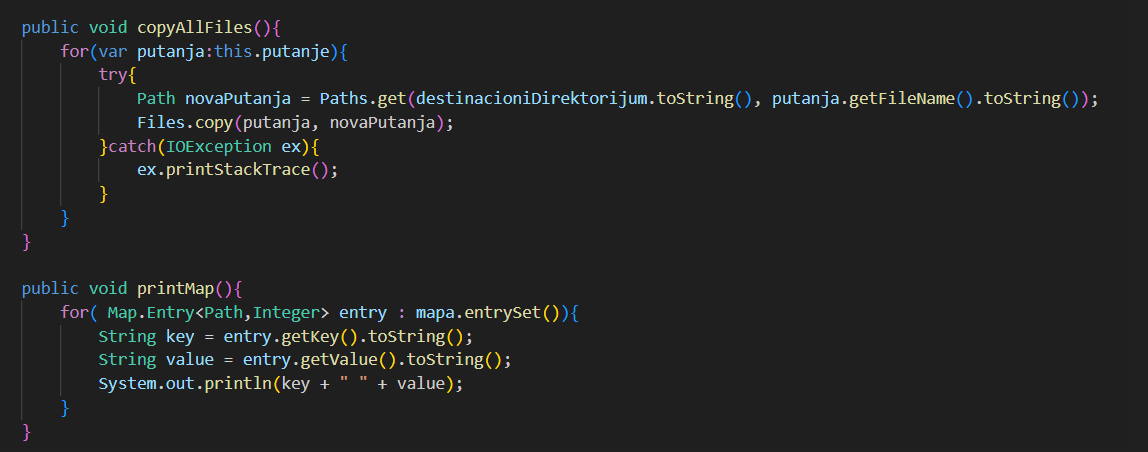 public void copyAllFiles(){
    for(var putanja:this.putanje){
        try{
            Path novaPutanja = Paths.get(destinacioniDirektorijum.toString(), putanja.getFileName().toString());
            Files.copy(putanja, novaPutanja);
        }catch(IOException ex){
            ex.printStackTrace();
        }
    }
}

public void printMap(){
    for( Map.Entry<Path,Integer> entry : mapa.entrySet()){
        String key = entry.getKey().toString();
        String value = entry.getValue().toString();
        System.out.println(key + " " + value);
    }
}